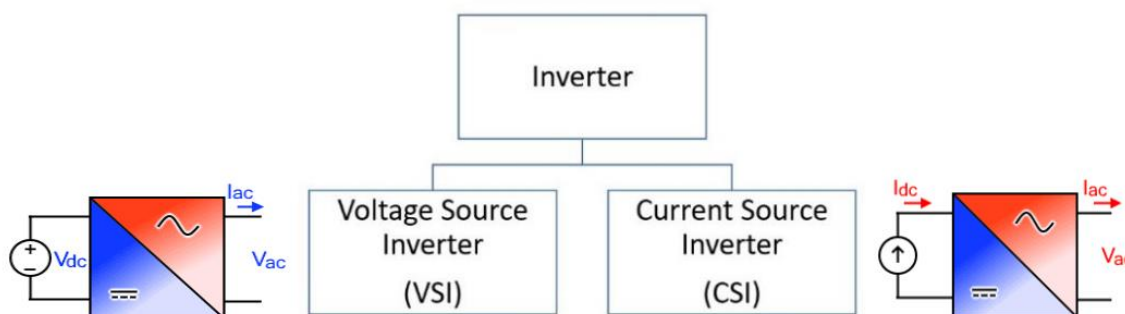 Inverter
Iac
Vdc
Vac
Voltage Source
Inverter
(VSI)
Current Source
Inverter
(CSI)
Idc
Iac